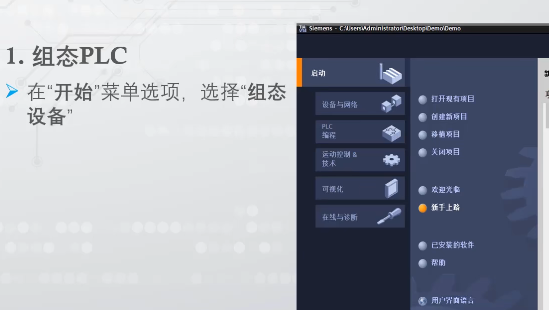 1. 组态PLC
在“开始”菜单选项，选择“组态
设备”
Siemens - C:\Users\Administrator\Desktop\Demo\Demo
启动
设备与网络
PLC
编程
运动控制 &
技术
可视化
在线与诊断
打开现有项目
创建新项目
移植项目
关闭项目
欢迎光临
新手上路
已安装的软件
帮助
用户界面语言